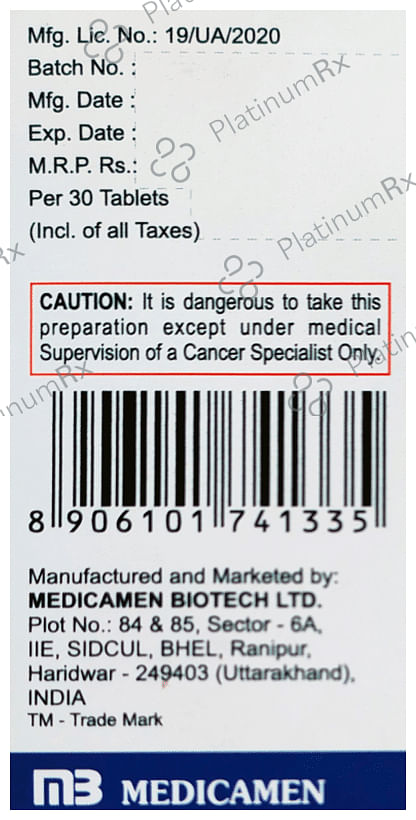 Mfg. Lic. No.: 19/UA/2020
Batch No. :
Mfg. Date :
Exp. Date :
M.R.P. Rs.:
Per 30 Tablets
(Incl. of all Taxes)
PlatinumRx
PlatinumRx
CAUTION: It is dangerous to take this
preparation except under medical
Supervision of a Cancer Specialist Only.
8 906101 741335
Manufactured and Marketed by:
MEDICAMEN BIOTECH LTD.
Plot No.: 84 & 85, Sector - 6A,
IIE, SIDCUL, BHEL, Ranipur,
Haridwar - 249403 (Uttarakhand),
INDIA
TM - Trade Mark
MB MEDICAMEN